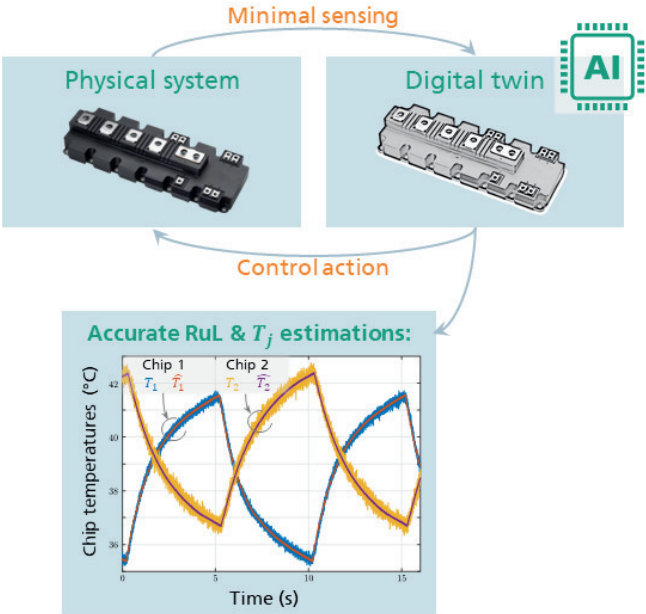 Minimal sensing
Physical system
Digital twin
AI
Control action
Accurate RuL & T_j estimations:
Chip 1 Chip 2
T₁ T̂₁ T₂ T̂₂
Chip temperatures (°C)
42
40
38
36
0 5 10 15
Time (s)